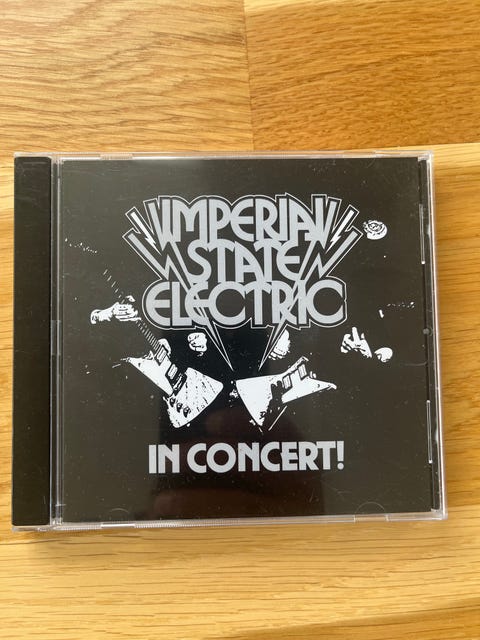 IMPERIAL
STATE
ELECTRIC
IN CONCERT!